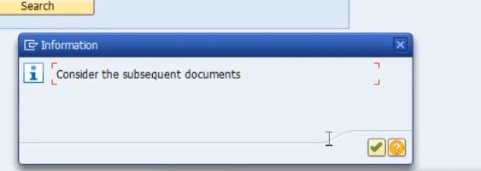 Search
Information
Consider the subsequent documents